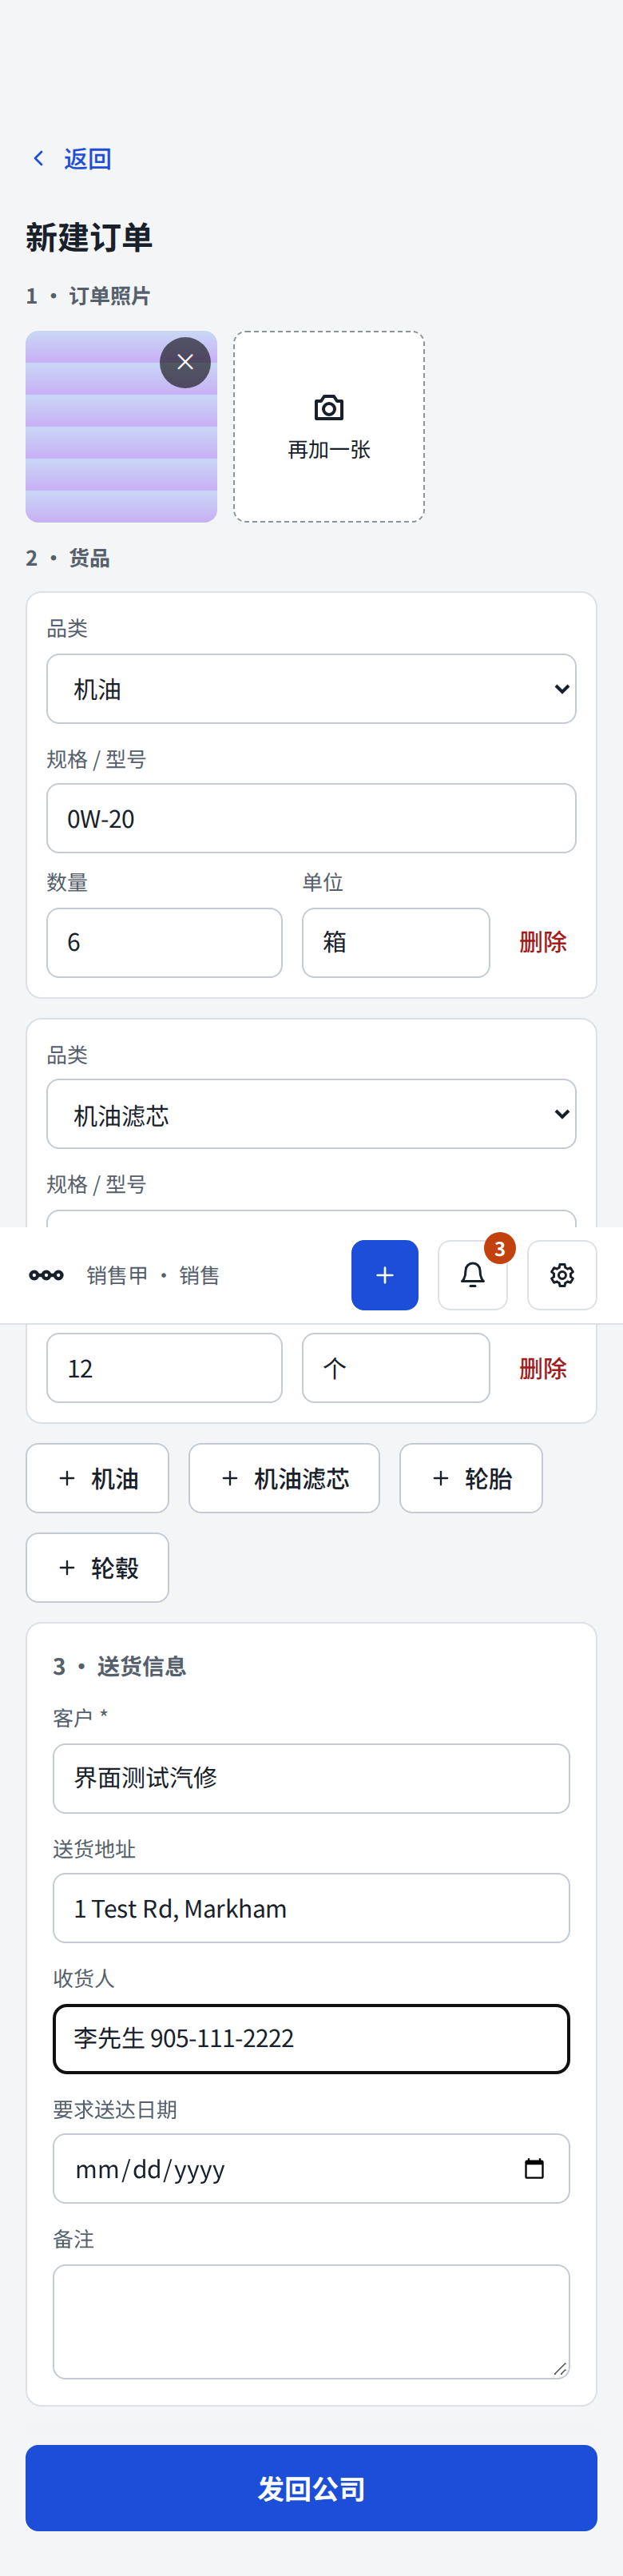 返回
新建订单
1 · 订单照片
再加一张
2 · 货品
品类
机油
规格 / 型号
0W-20
数量 单位
6 箱 删除
品类
机油滤芯
规格 / 型号
销售甲 · 销售 3
12 个 删除
+ 机油 + 机油滤芯 + 轮胎
+ 轮毂
3 · 送货信息
客户 *
界面测试汽修
送货地址
1 Test Rd, Markham
收货人
李先生 905-111-2222
要求送达日期
mm/dd/yyyy
备注
发回公司